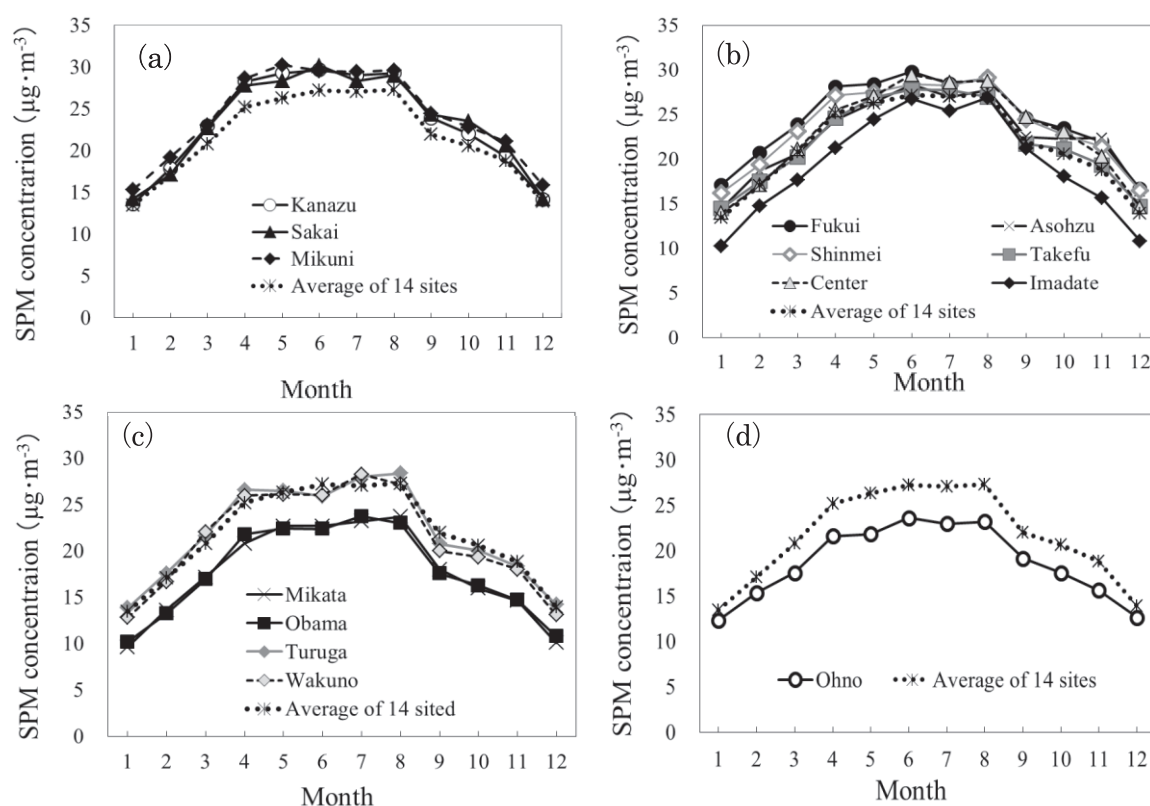 (a)
SPM concentrarion (µg·m⁻³)
35
30
25
20
15
10
5
0
Kanazu
Sakai
Mikuni
Average of 14 sites
1 2 3 4 5 6 7 8 9 10 11 12
Month
(b)
SPM concentration (µg·m⁻³)
35
30
25
20
15
10
5
0
Fukui Asohzu
Shinmei Takefu
Center Imadate
Average of 14 sites
1 2 3 4 5 6 7 8 9 10 11 12
Month
(c)
SPM concentraion (µg·m⁻³)
35
30
25
20
15
10
5
0
Mikata
Obama
Turuga
Wakuno
Average of 14 sited
1 2 3 4 5 6 7 8 9 10 11 12
Month
(d)
SPM concentraion (µg·m⁻³)
35
30
25
20
15
10
5
0
Ohno Average of 14 sites
1 2 3 4 5 6 7 8 9 10 11 12
Month